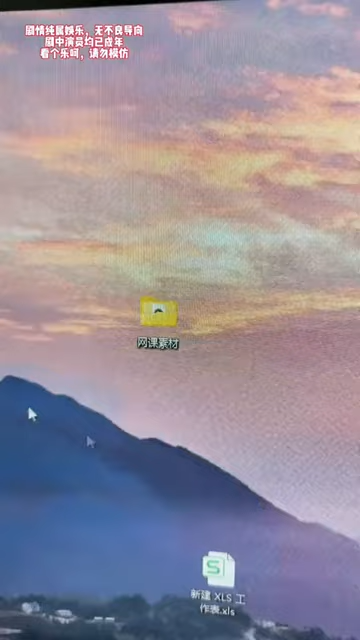 剧情纯属娱乐，无不良导向
剧中演员均已成年
看个乐呵，请勿模仿
网课素材
新建 XLS 工
作表.xls